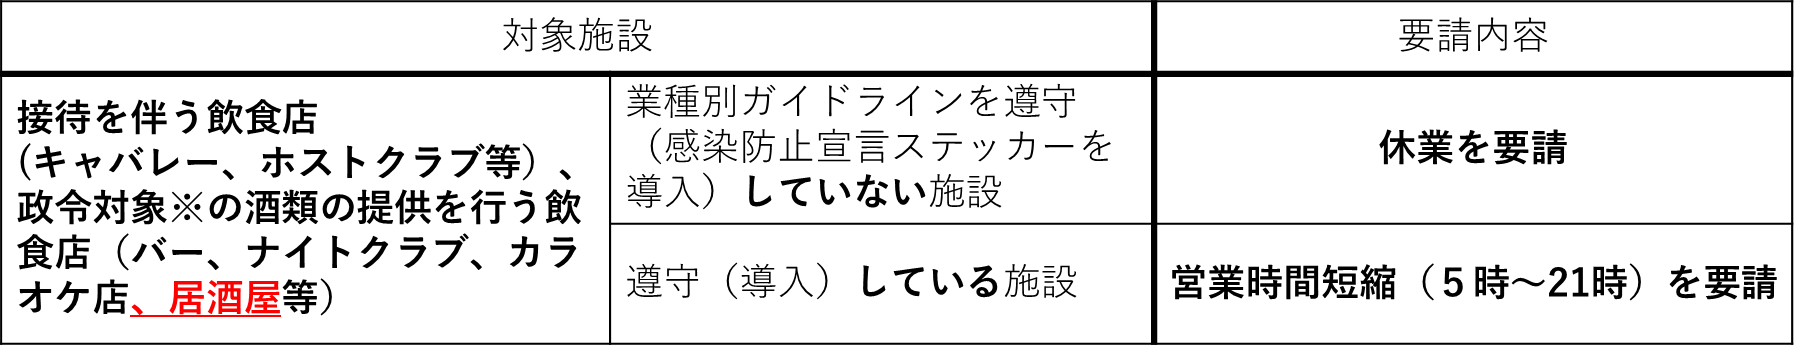 対象施設
要請内容
接待を伴う飲食店
(キャバレー、ホストクラブ等）、
政令対象※の酒類の提供を行う飲
食店（バー、ナイトクラブ、カラ
オケ店、居酒屋等）
業種別ガイドラインを遵守
（感染防止宣言ステッカーを
導入）していない施設
休業を要請
遵守（導入）している施設
営業時間短縮（５時～21時）を要請